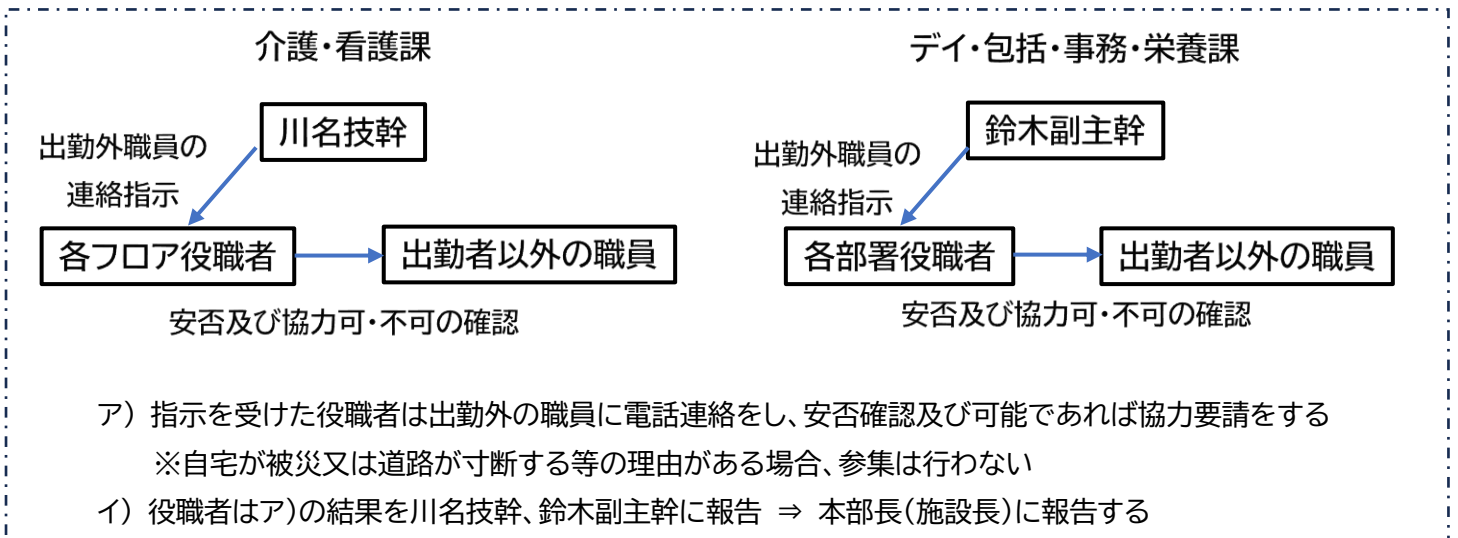 介護・看護課
川名技幹
出勤外職員の
連絡指示
各フロア役職者
出勤者以外の職員
安否及び協力可・不可の確認
デイ・包括・事務・栄養課
鈴木副主幹
出勤外職員の
連絡指示
各部署役職者
出勤者以外の職員
安否及び協力可・不可の確認
ア) 指示を受けた役職者は出勤外の職員に電話連絡をし、安否確認及び可能であれば協力要請をする
※自宅が被災又は道路が寸断する等の理由がある場合、参集は行わない
イ) 役職者はア)の結果を川名技幹、鈴木副主幹に報告 ⇒ 本部長(施設長)に報告する